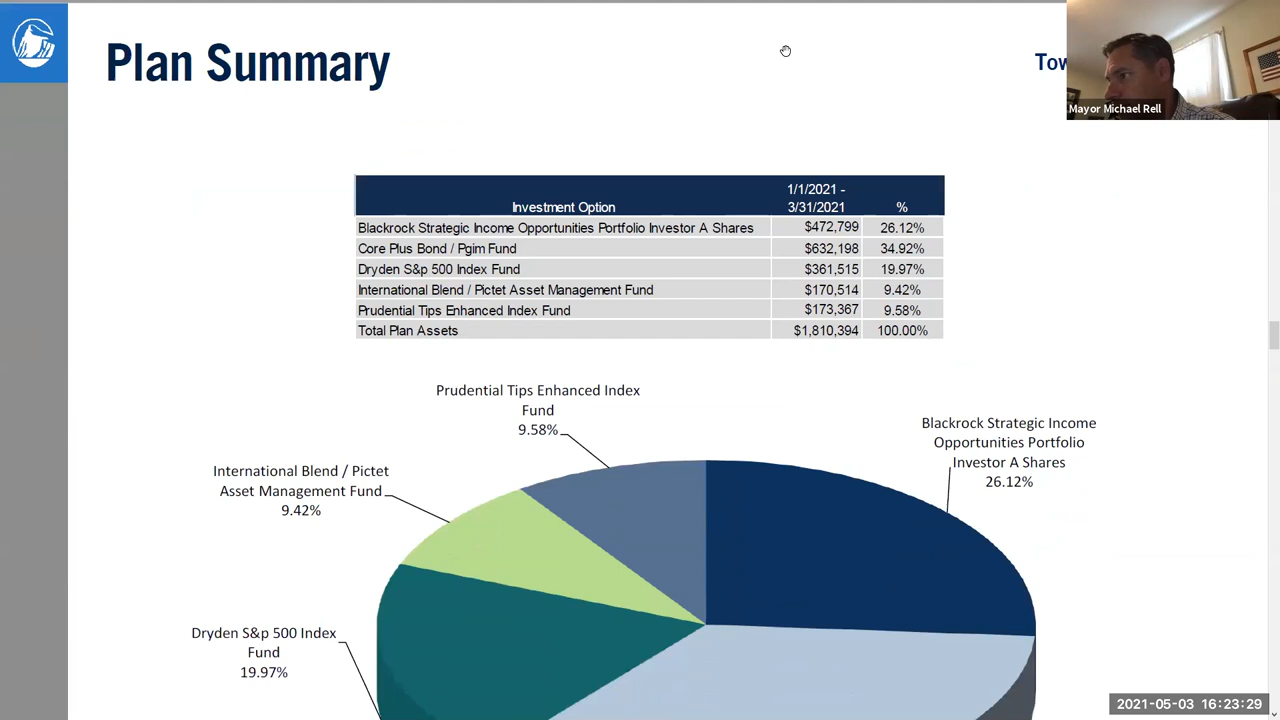 Plan Summary
Tow
Mayor Michael Rell
Investment Option 1/1/2021 - 3/31/2021 %
Blackrock Strategic Income Opportunities Portfolio Investor A Shares $472,799 26.12%
Core Plus Bond / Pgim Fund $632,198 34.92%
Dryden S&p 500 Index Fund $361,515 19.97%
International Blend / Pictet Asset Management Fund $170,514 9.42%
Prudential Tips Enhanced Index Fund $173,367 9.58%
Total Plan Assets $1,810,394 100.00%
Prudential Tips Enhanced Index
Fund
9.58%
Blackrock Strategic Income
Opportunities Portfolio
Investor A Shares
26.12%
International Blend / Pictet
Asset Management Fund
9.42%
Dryden S&p 500 Index
Fund
19.97%
2021-05-03 16:23:29